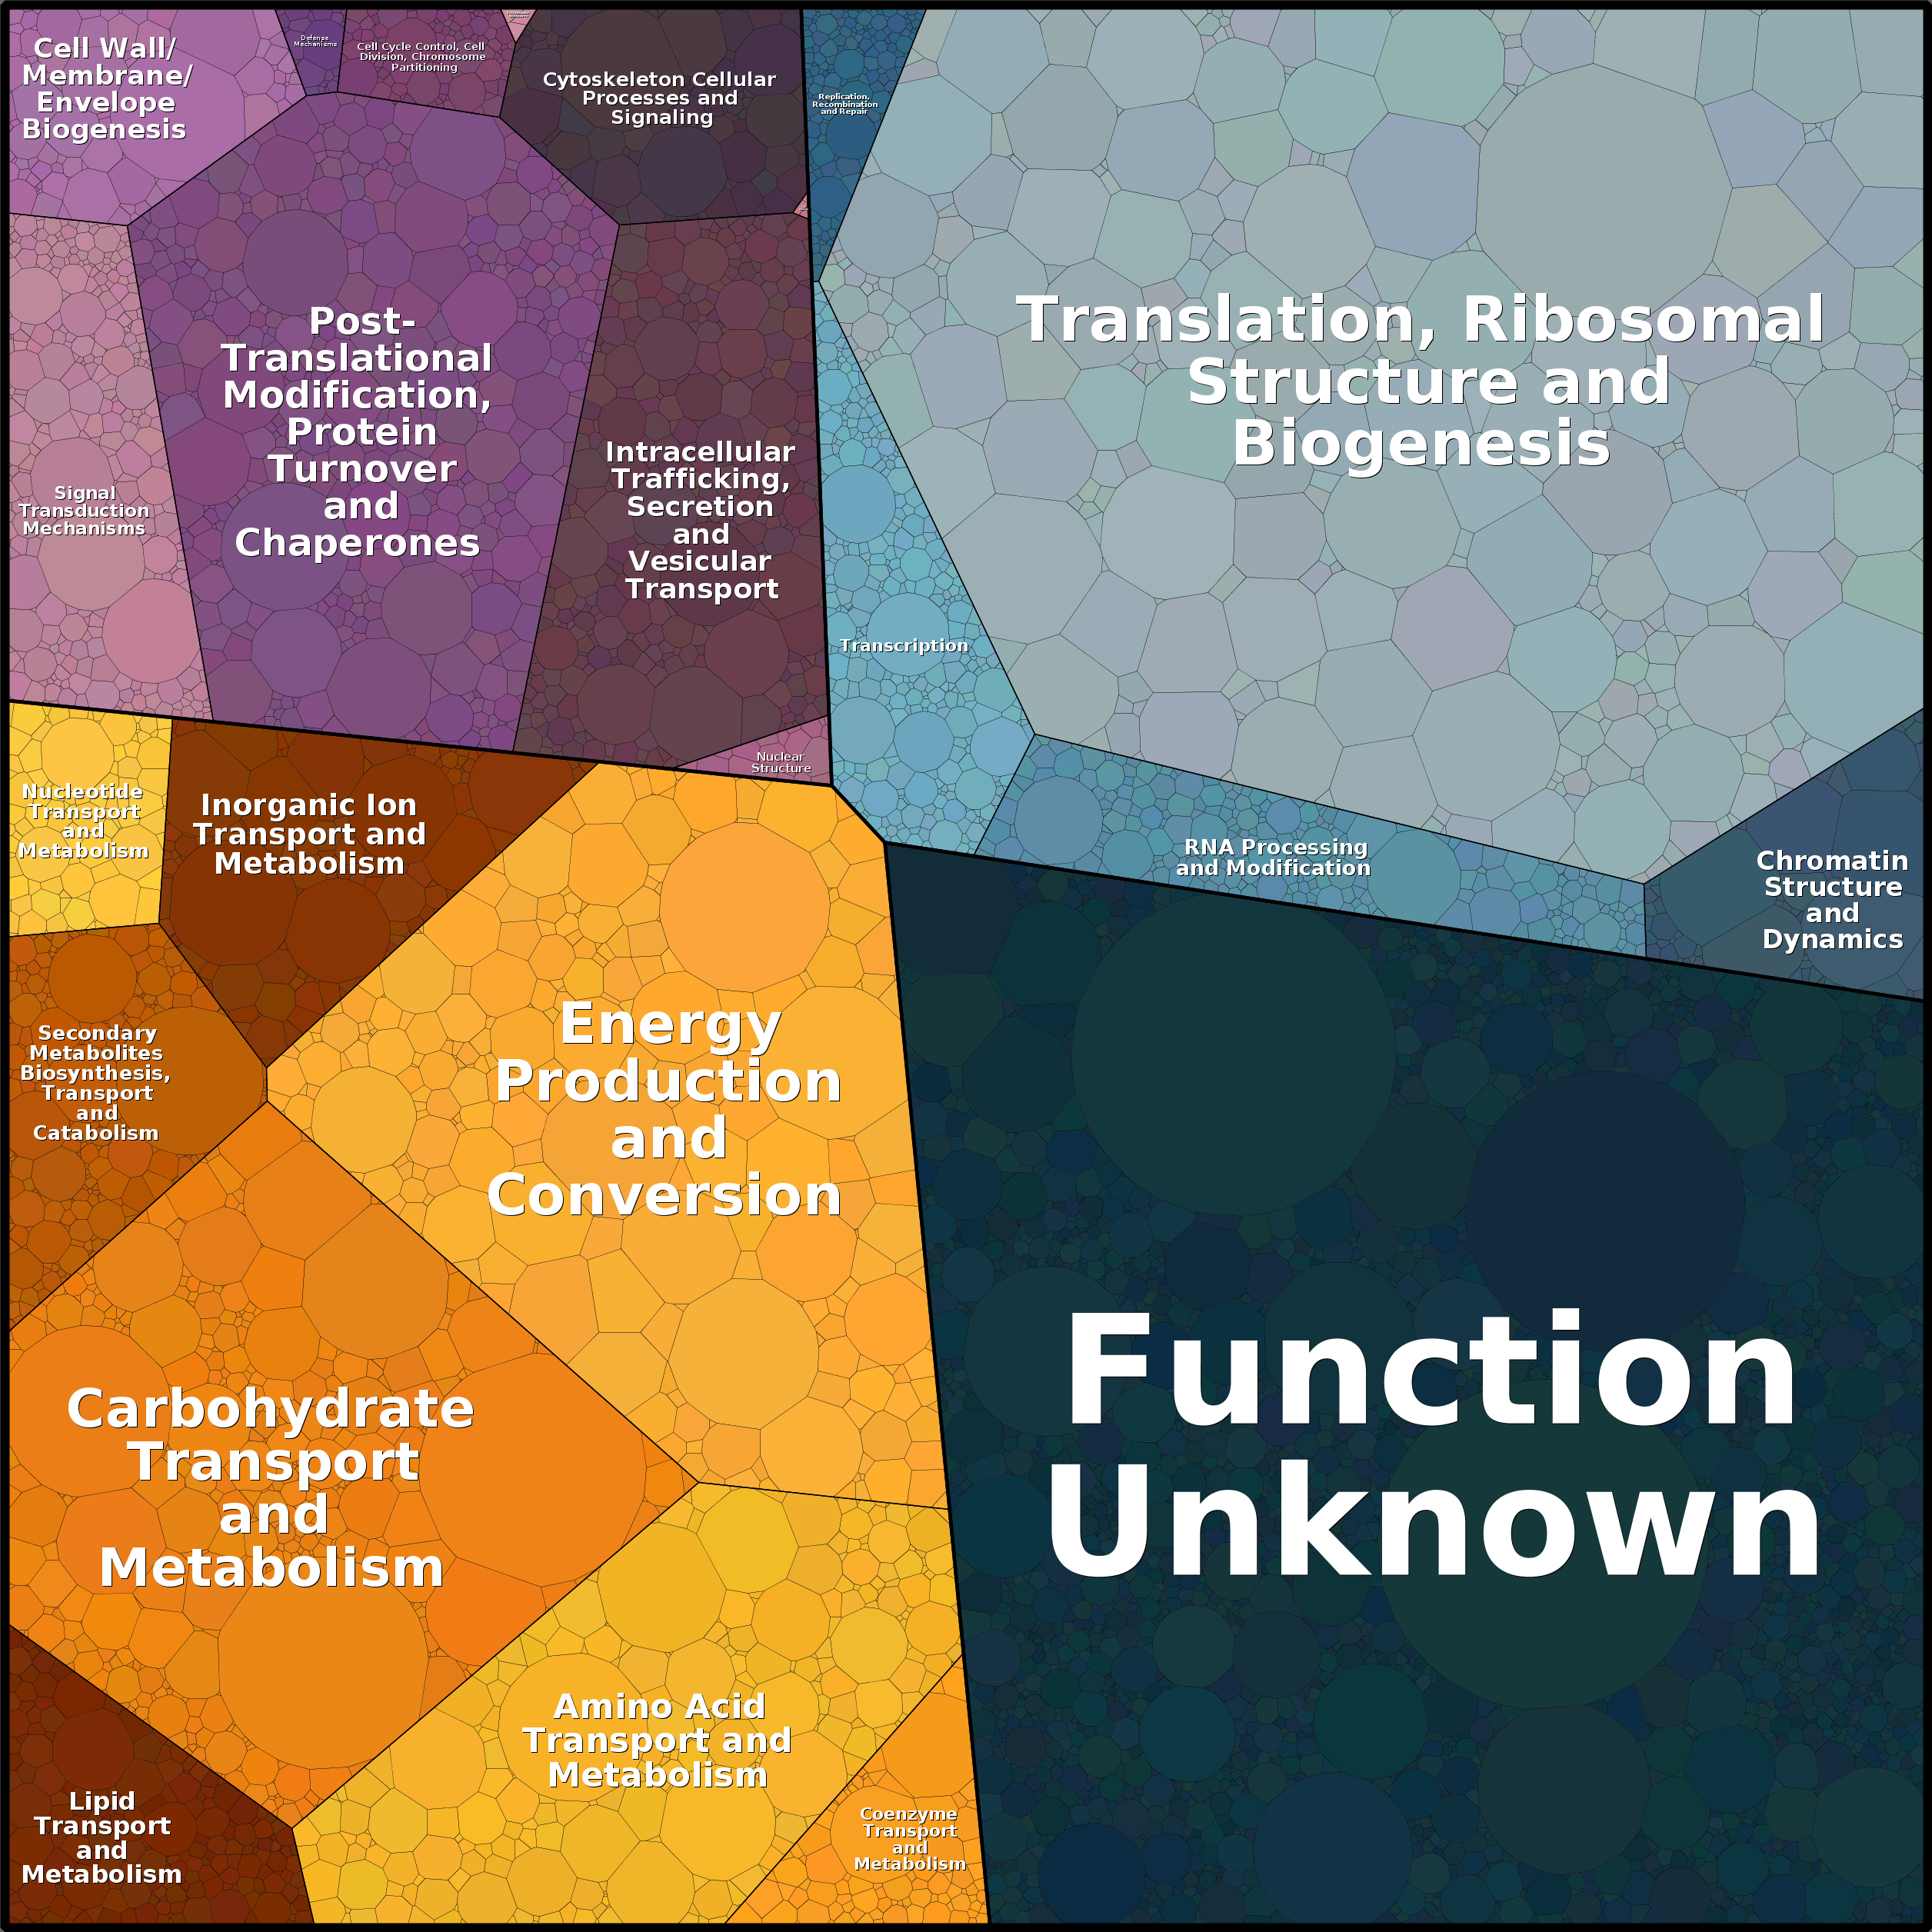 Cell Wall/
Membrane/
Envelope
Biogenesis
Defense
Mechanisms
Cell Cycle Control, Cell
Division, Chromosome
Partitioning
Cytoskeleton Cellular
Processes and
Signaling
Replication,
Recombination
and Repair
Translation, Ribosomal
Structure and
Biogenesis
Post-
Translational
Modification,
Protein
Turnover
and
Chaperones
Intracellular
Trafficking,
Secretion
and
Vesicular
Transport
Signal
Transduction
Mechanisms
Transcription
Nuclear
Structure
Nucleotide
Transport
and
Metabolism
Inorganic Ion
Transport and
Metabolism
RNA Processing
and Modification
Chromatin
Structure
and
Dynamics
Secondary
Metabolites
Biosynthesis,
Transport
and
Catabolism
Energy
Production
and
Conversion
Function
Unknown
Carbohydrate
Transport
and
Metabolism
Amino Acid
Transport and
Metabolism
Lipid
Transport
and
Metabolism
Coenzyme
Transport
and
Metabolism